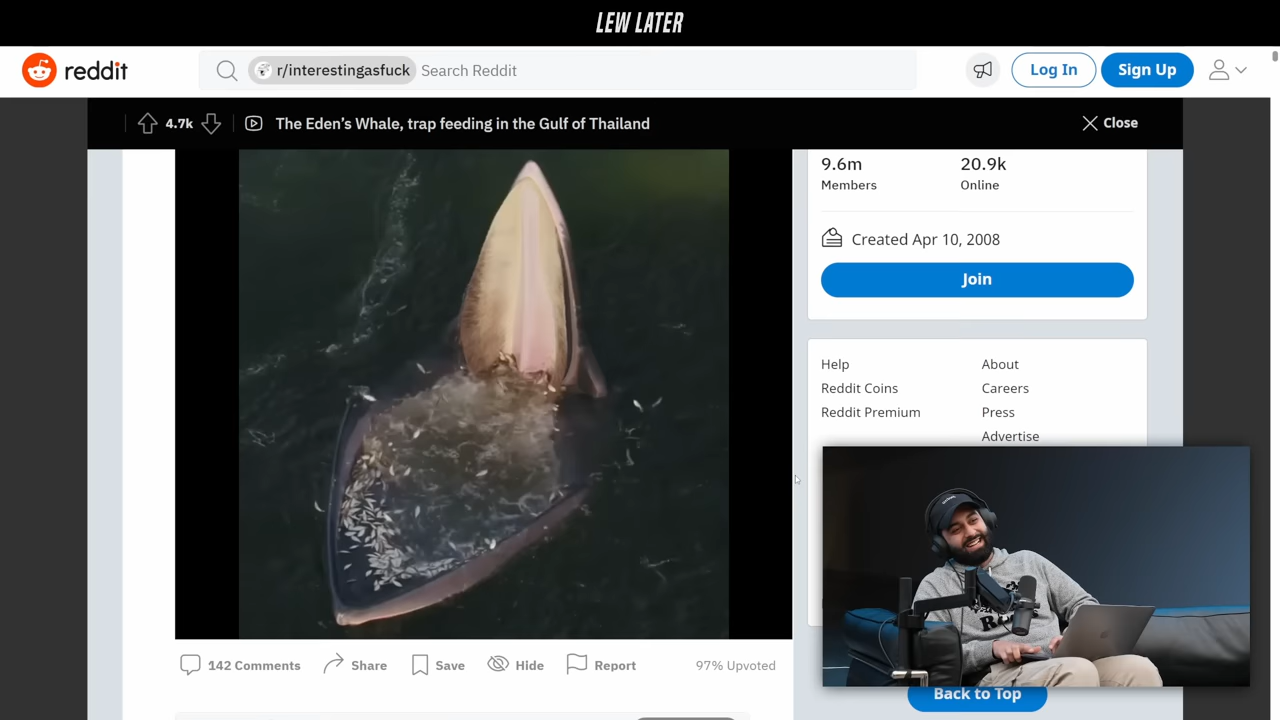 LEW LATER
reddit
r/interestingasfuck Search Reddit
Log In
Sign Up
4.7k
The Eden's Whale, trap feeding in the Gulf of Thailand
Close
9.6m
Members
20.9k
Online
Created Apr 10, 2008
Join
Help
Reddit Coins
Reddit Premium
About
Careers
Press
Advertise
142 Comments
Share
Save
Hide
Report
97% Upvoted
Back to Top